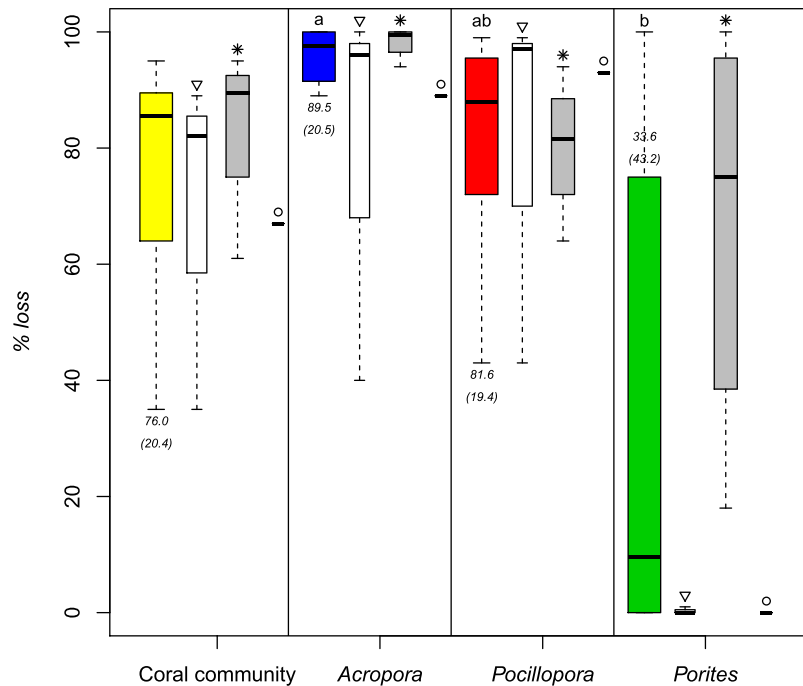 a
ab
b
100
80
60
40
20
0
% loss
89.5
(20.5)
33.6
(43.2)
81.6
(19.4)
76.0
(20.4)
Coral community
Acropora
Pocillopora
Porites